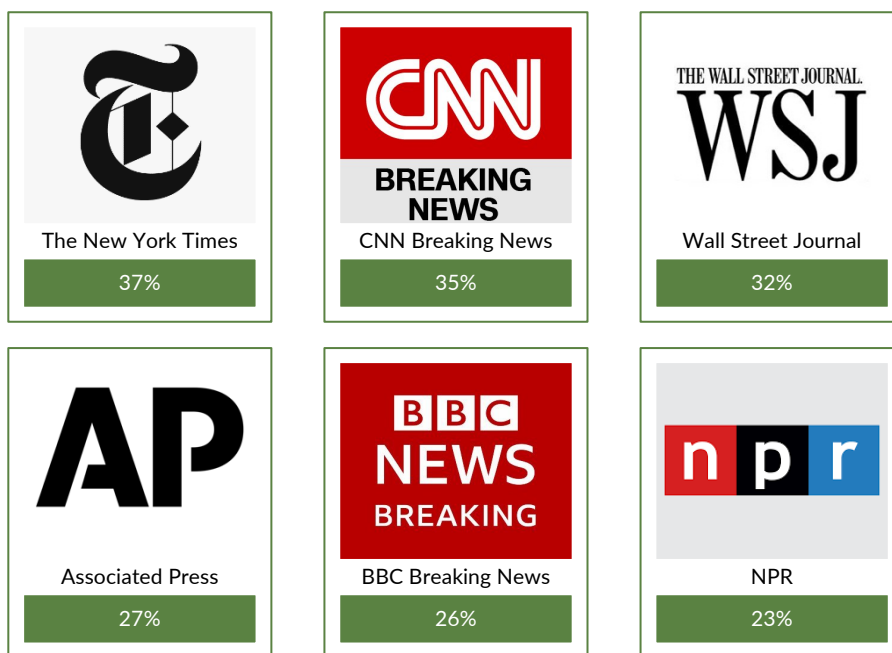 T
CNN
BREAKING
NEWS
THE WALL STREET JOURNAL.
WSJ
The New York Times
CNN Breaking News
Wall Street Journal
37%
35%
32%
AP
BBC
NEWS
BREAKING
npr
Associated Press
BBC Breaking News
NPR
27%
26%
23%